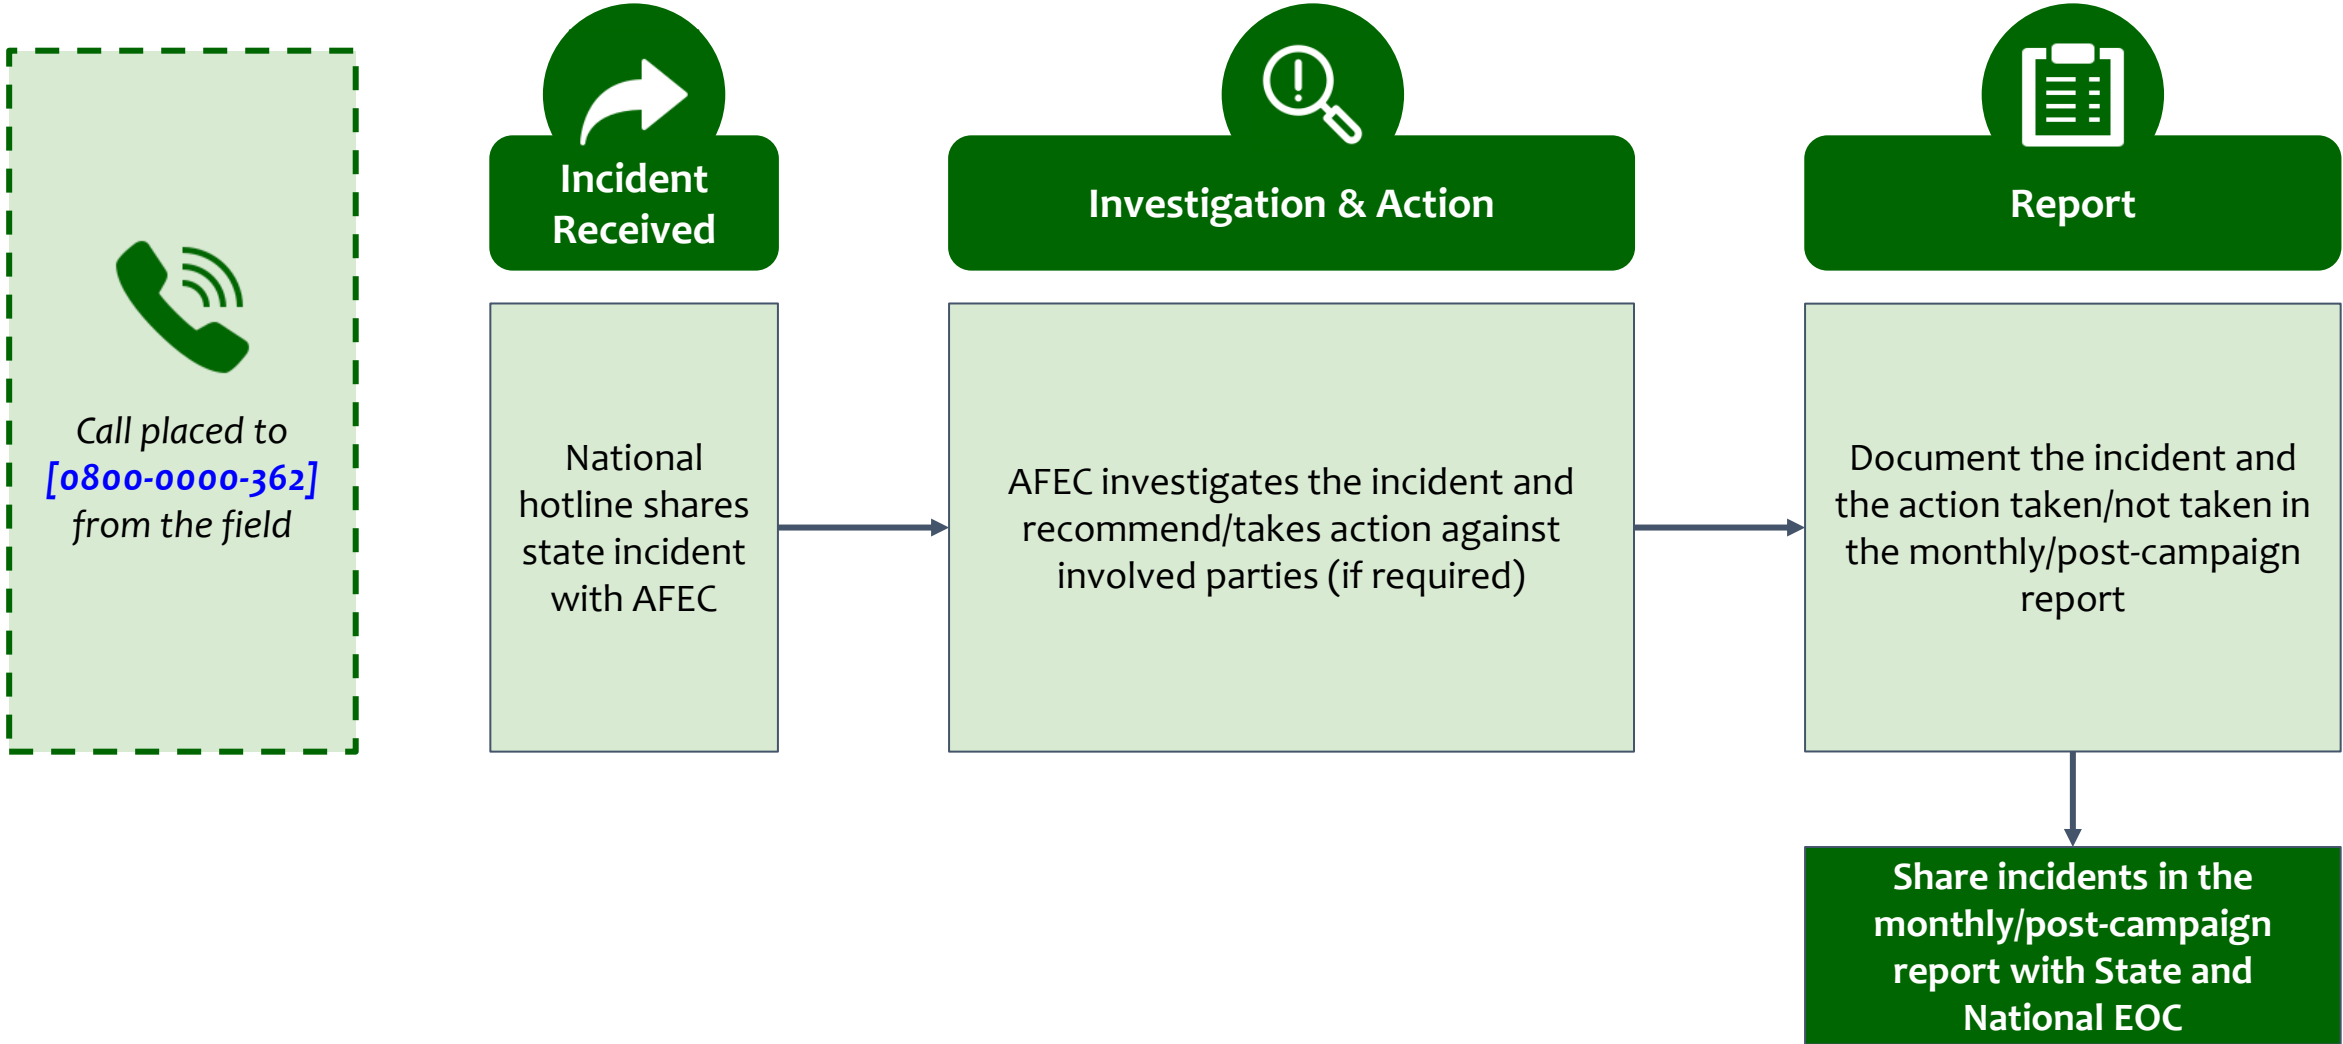 Call placed to
[0800-0000-362]
from the field
Incident
Received
National
hotline shares
state incident
with AFEC
Investigation & Action
AFEC investigates the incident and
recommend/takes action against
involved parties (if required)
Report
Document the incident and
the action taken/not taken in
the monthly/post-campaign
report
Share incidents in the
monthly/post-campaign
report with State and
National EOC